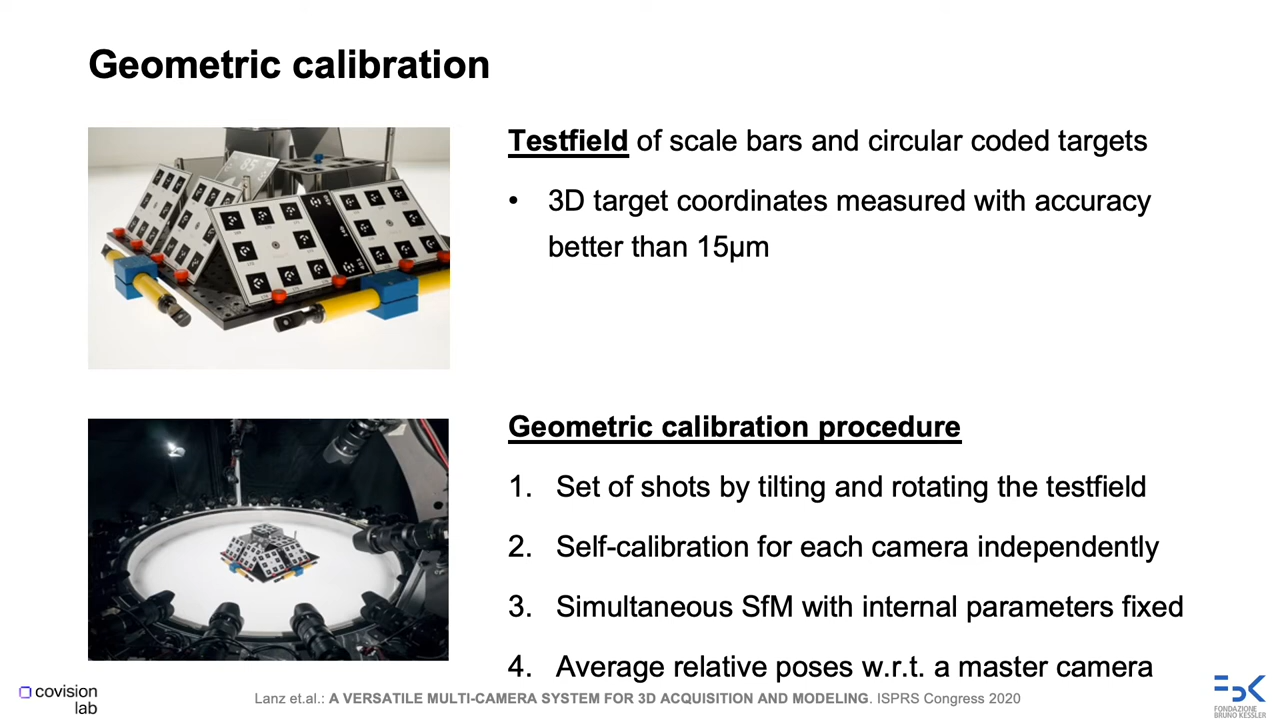 Geometric calibration
Testfield of scale bars and circular coded targets
• 3D target coordinates measured with accuracy
better than 15µm
Geometric calibration procedure
1. Set of shots by tilting and rotating the testfield
2. Self-calibration for each camera independently
3. Simultaneous SfM with internal parameters fixed
4. Average relative poses w.r.t. a master camera
covision
lab
Lanz et.al.: A VERSATILE MULTI-CAMERA SYSTEM FOR 3D ACQUISITION AND MODELING. ISPRS Congress 2020
FBK
FONDAZIONE
BRUNO KESSLER